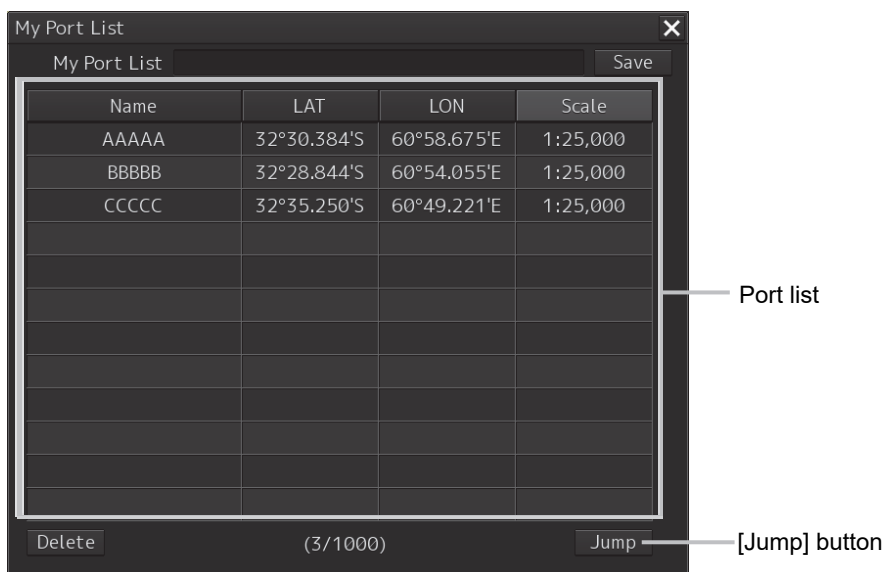 My Port List
My Port List Save
Name LAT LON Scale
AAAAA 32°30.384'S 60°58.675'E 1:25,000
BBBBB 32°28.844'S 60°54.055'E 1:25,000
CCCCC 32°35.250'S 60°49.221'E 1:25,000
Port list
Delete (3/1000) Jump [Jump] button